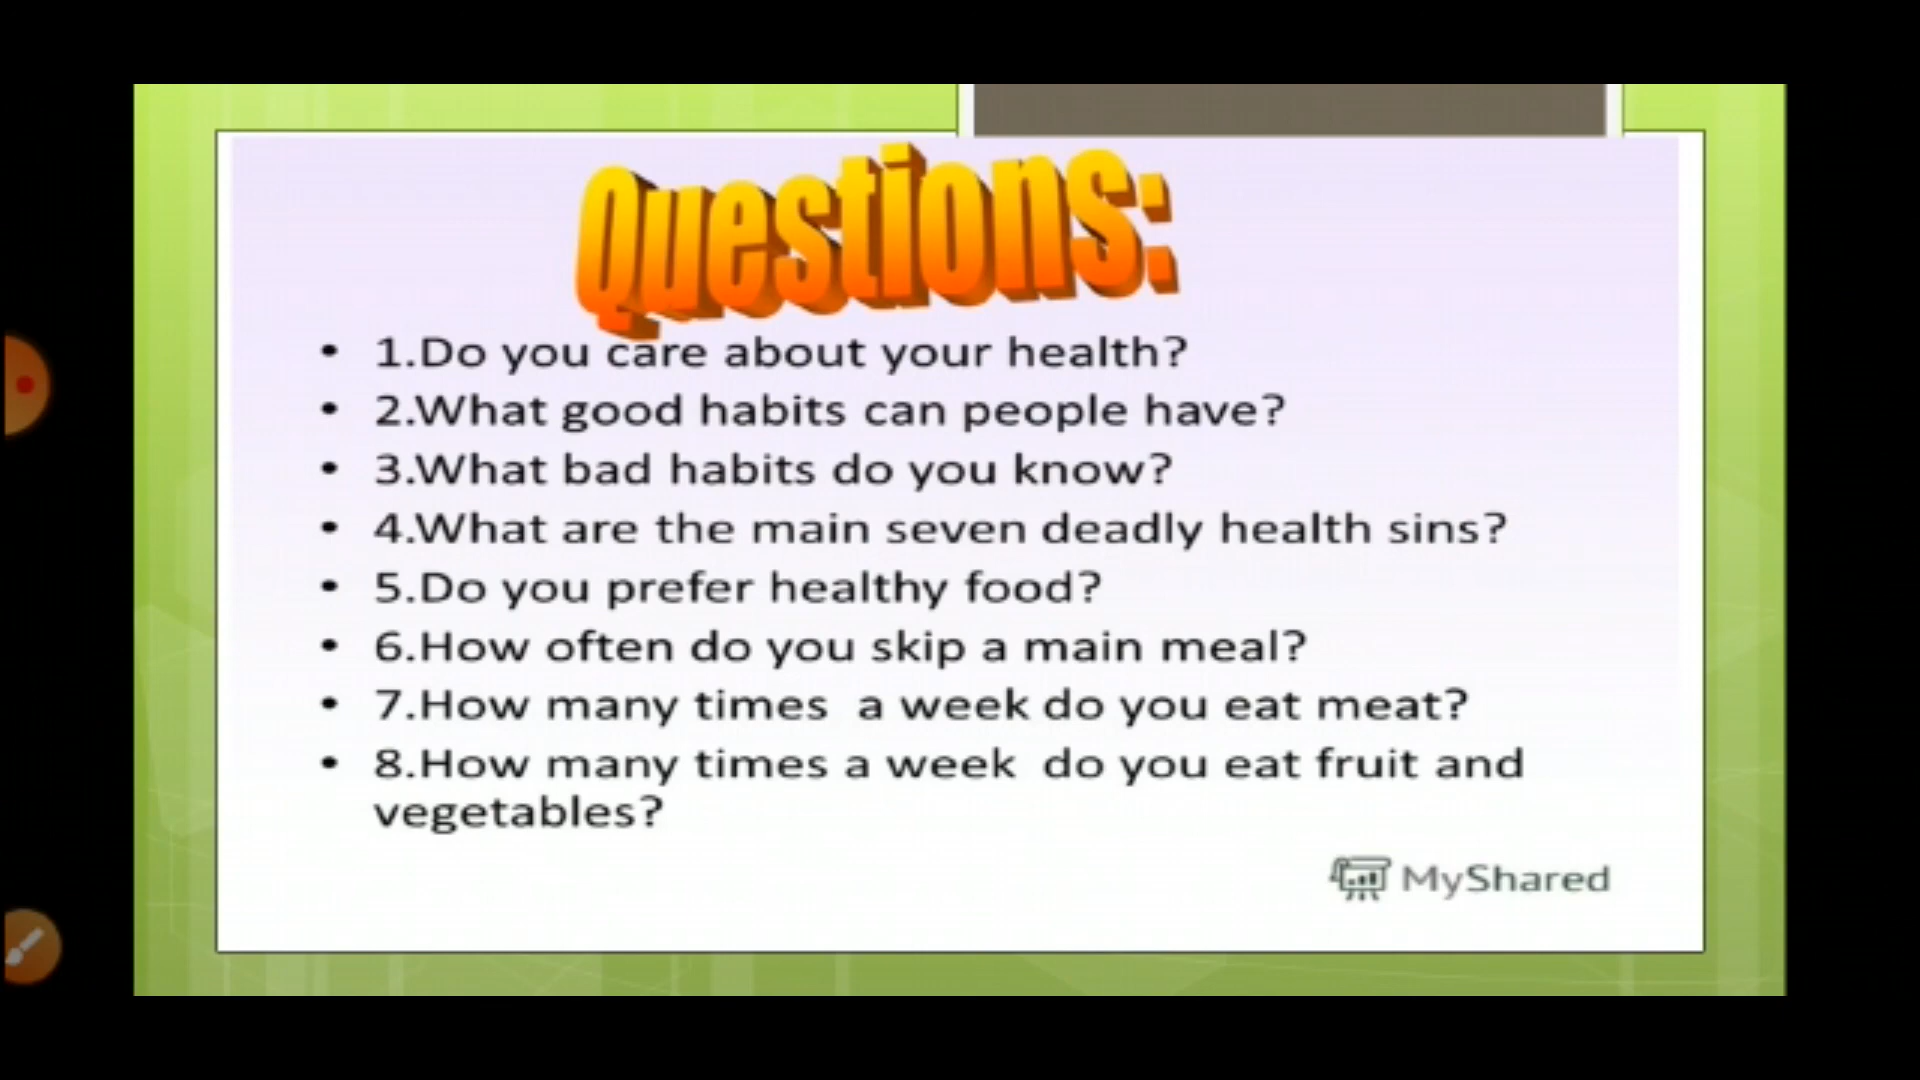 Questions:
• 1.Do you care about your health?
• 2.What good habits can people have?
• 3.What bad habits do you know?
• 4.What are the main seven deadly health sins?
• 5.Do you prefer healthy food?
• 6.How often do you skip a main meal?
• 7.How many times  a week do you eat meat?
• 8.How many times a week  do you eat fruit and
vegetables?
MyShared